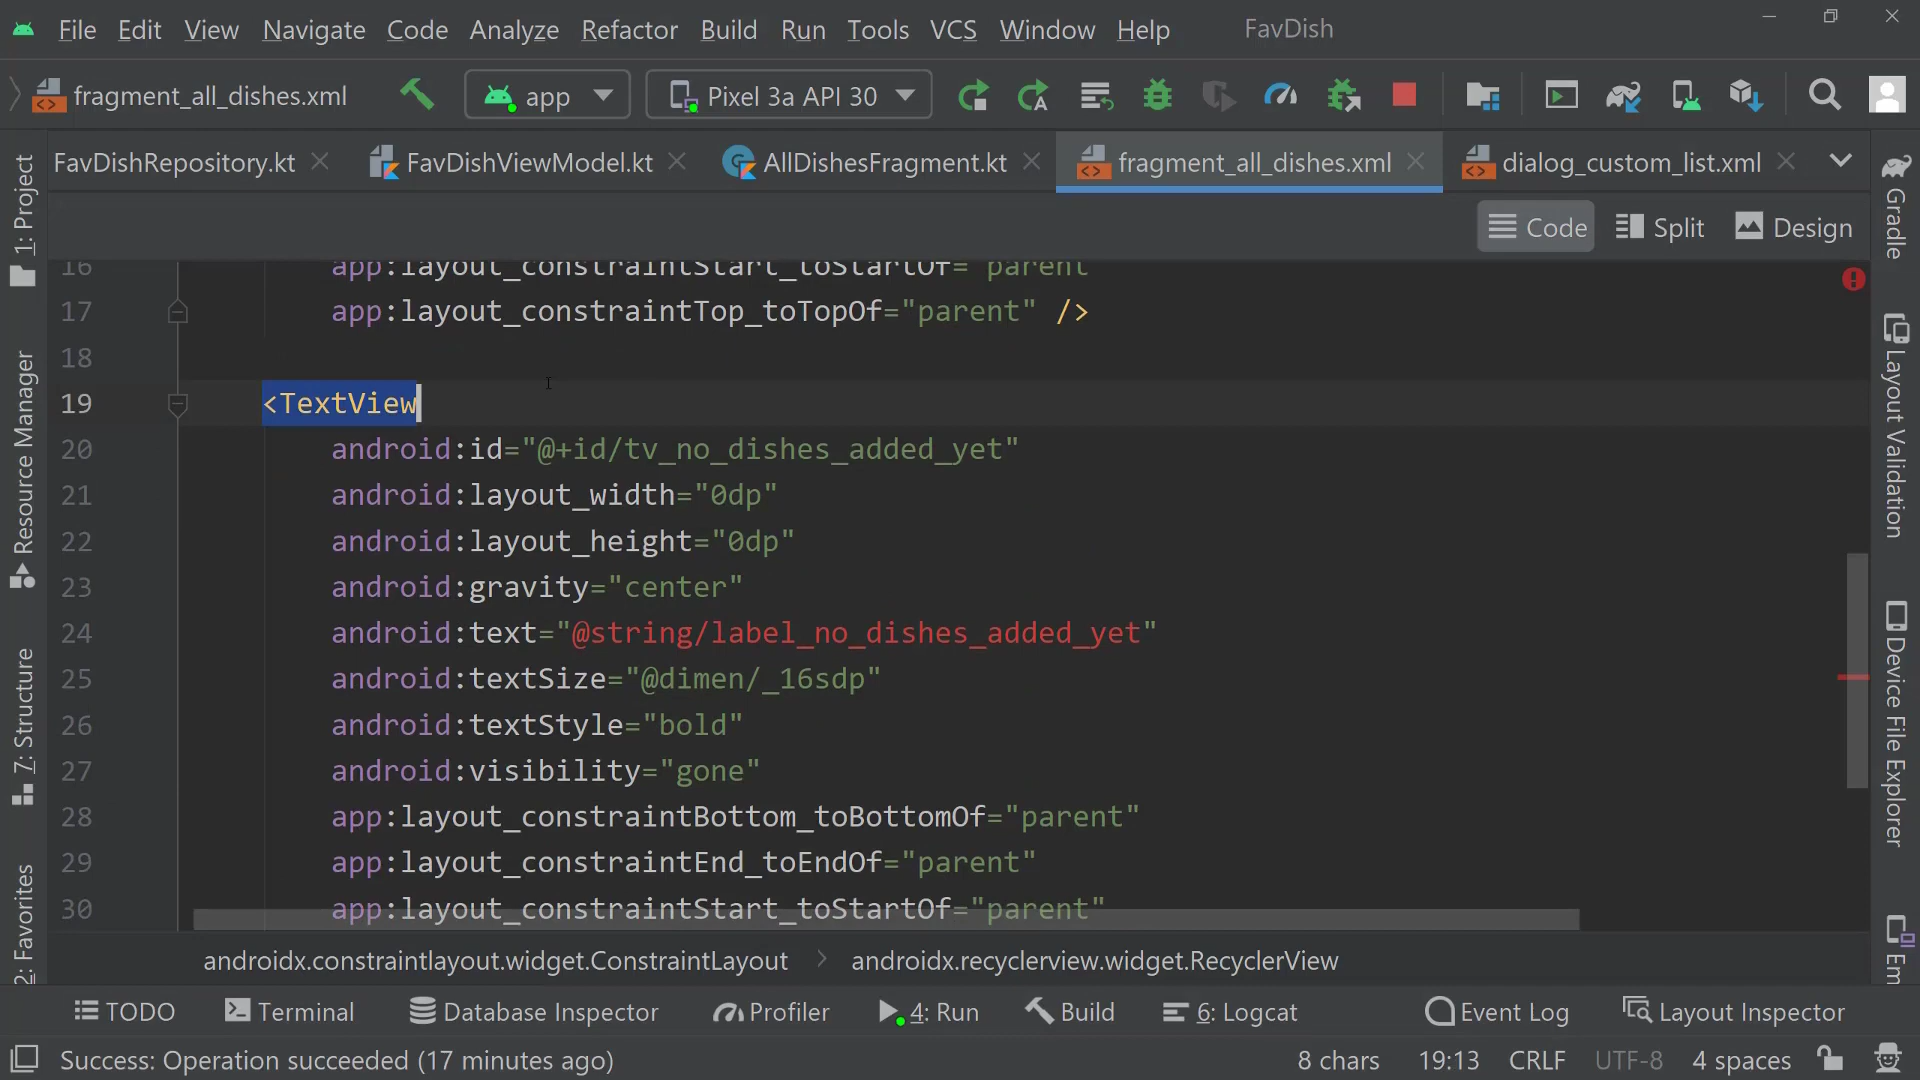 File Edit View Navigate Code Analyze Refactor Build Run Tools VCS Window Help FavDish
fragment_all_dishes.xml app Pixel 3a API 30
FavDishRepository.kt FavDishViewModel.kt AllDishesFragment.kt fragment_all_dishes.xml dialog_custom_list.xml
Code Split Design
1: Project
Resource Manager
7: Structure
2: Favorites
16 app:layout_constraintStart_toStartOf="parent"
17 app:layout_constraintTop_toTopOf="parent" />
18
19 <TextView
20 android:id="@+id/tv_no_dishes_added_yet"
21 android:layout_width="0dp"
22 android:layout_height="0dp"
23 android:gravity="center"
24 android:text="@string/label_no_dishes_added_yet"
25 android:textSize="@dimen/_16sdp"
26 android:textStyle="bold"
27 android:visibility="gone"
28 app:layout_constraintBottom_toBottomOf="parent"
29 app:layout_constraintEnd_toEndOf="parent"
30 app:layout_constraintStart_toStartOf="parent"
Gradle
Layout Validation
Device File Explorer
Em
androidx.constraintlayout.widget.ConstraintLayout androidx.recyclerview.widget.RecyclerView
TODO Terminal Database Inspector Profiler 4: Run Build 6: Logcat Event Log Layout Inspector
Success: Operation succeeded (17 minutes ago) 8 chars 19:13 CRLF UTF-8 4 spaces